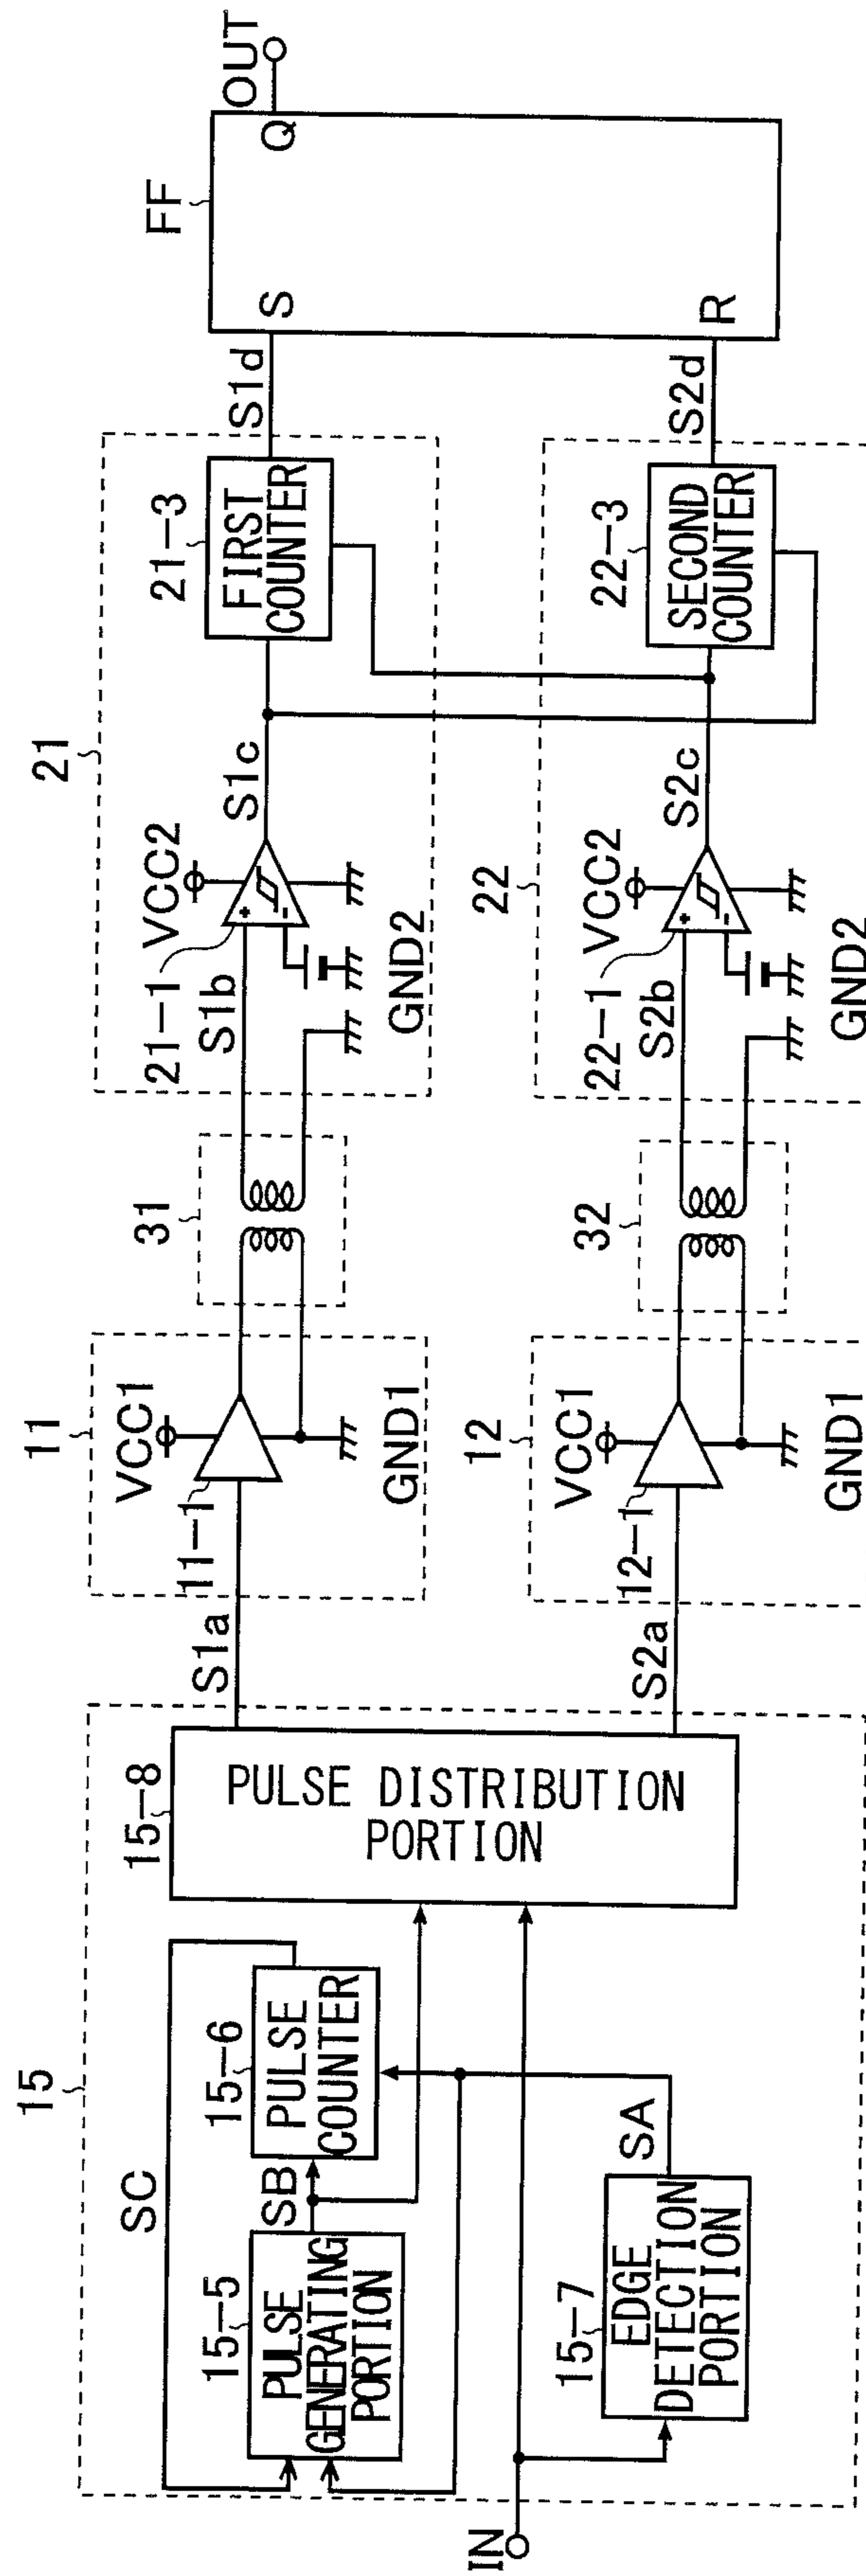 15
SC
15-5
PULSE
GENERATING
PORTION
SB
15-6
PULSE
COUNTER
15-8
PULSE DISTRIBUTION
PORTION
IN
15-7
EDGE
DETECTION
PORTION
SA
S1a
11
VCC1
11-1
GND1
31
21
VCC2
21-1
S1b
GND2
S1c
21-3
FIRST
COUNTER
S1d
S2a
12
VCC1
12-1
GND1
32
22
VCC2
22-1
S2b
GND2
S2c
22-3
SECOND
COUNTER
S2d
FF
S
R
Q
OUT